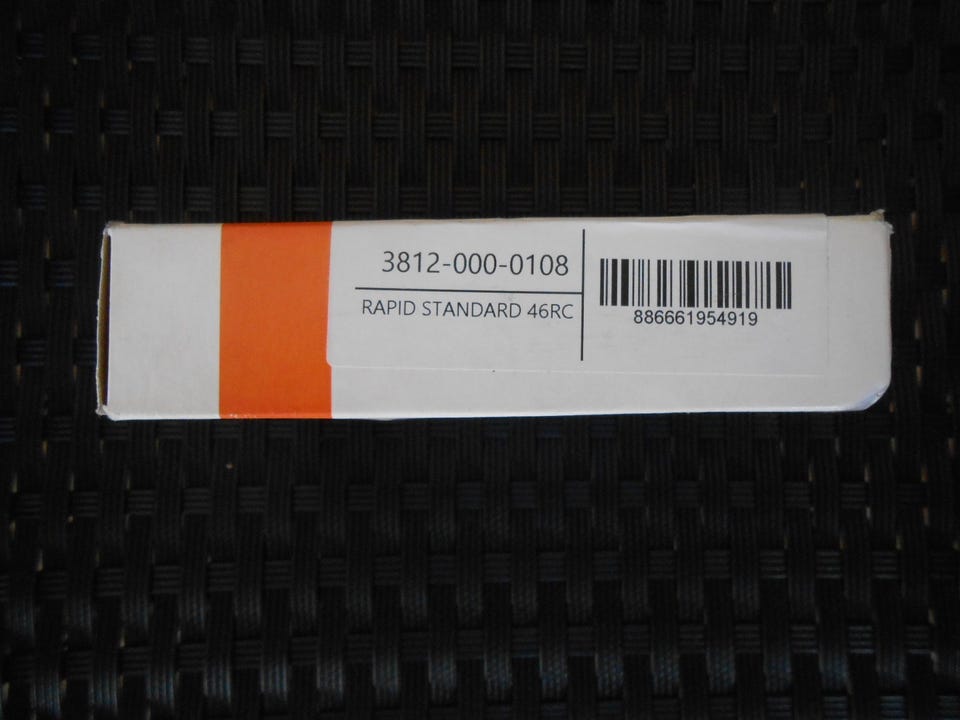 3812-000-0108
RAPID STANDARD 46RC
886661954919